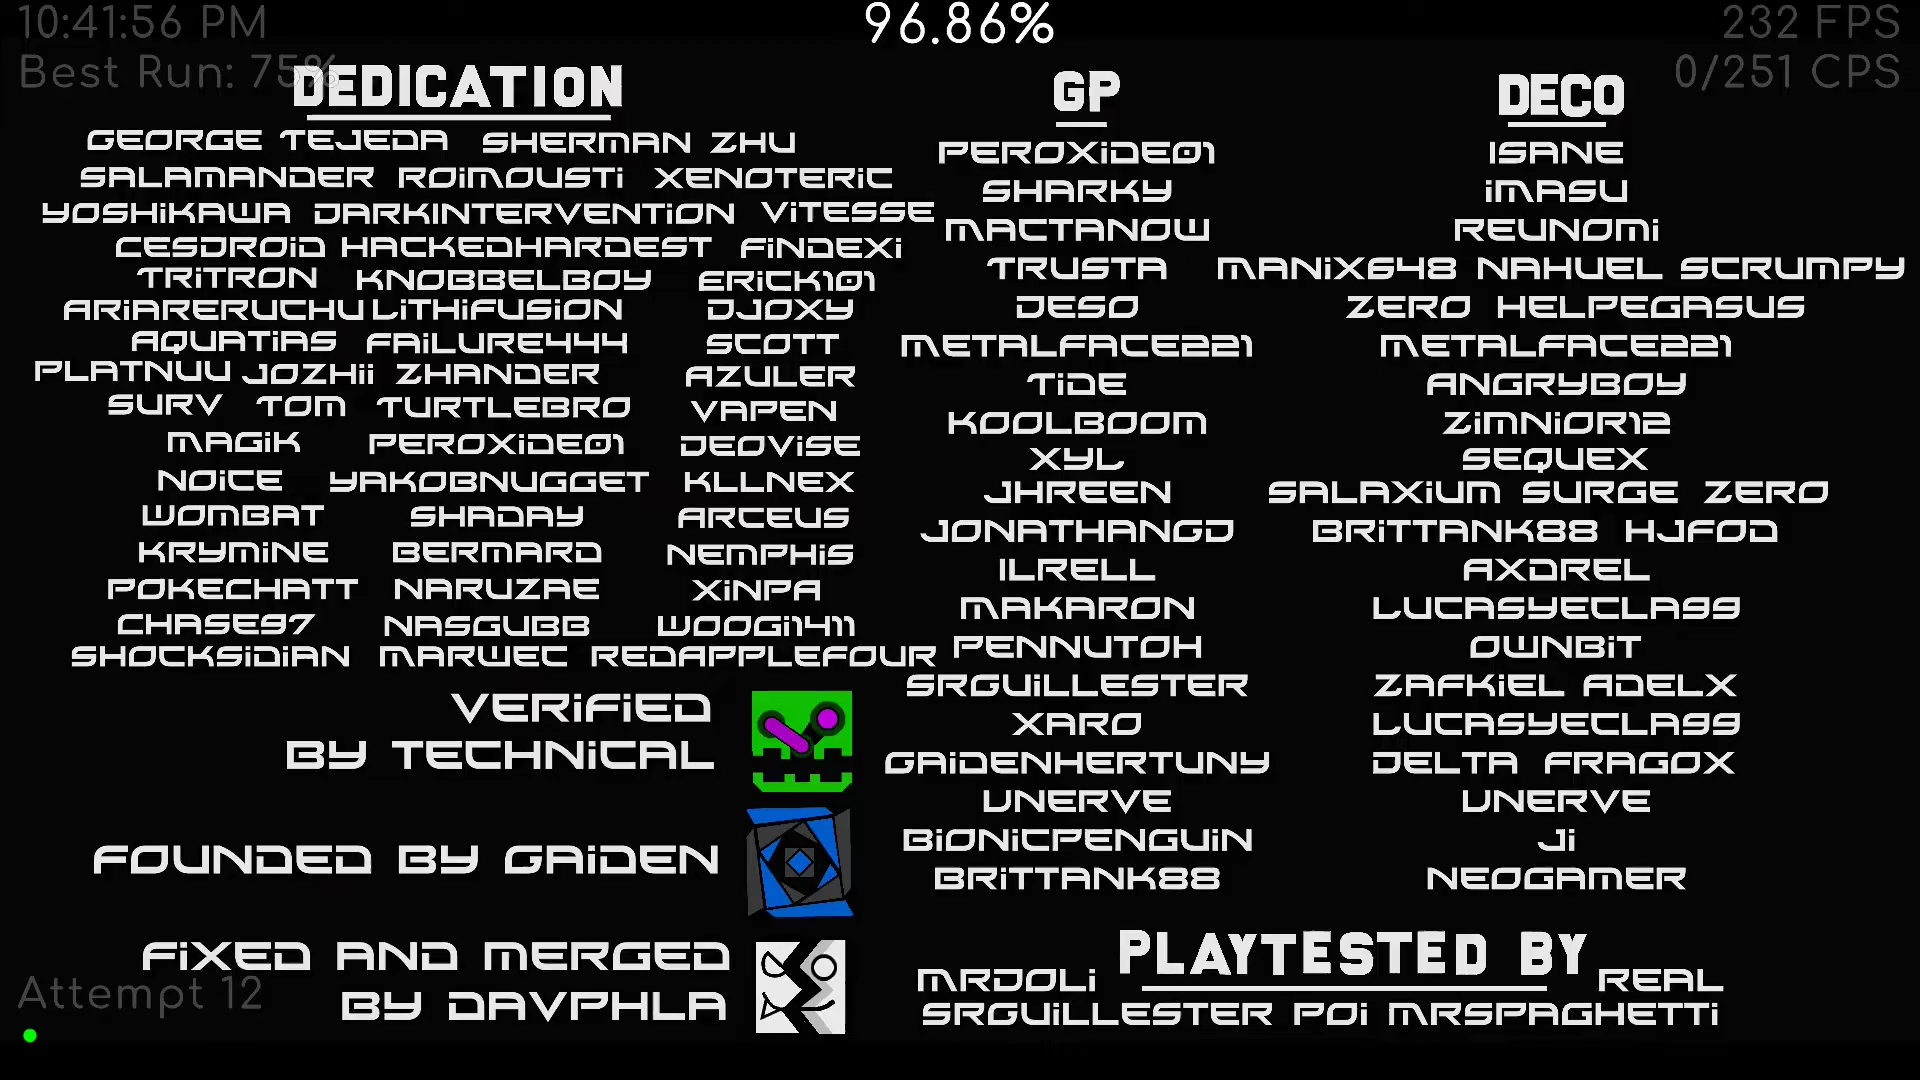 10:41:56 PM
96.86%
232 FPS
Best Run: 75%
0/251 CPS
DEDICATION
GEORGE TEJEDA SHERMAN ZHU
SALAMANDER ROiMOUSTi XENOTERiC
YOSHiKAWA DARKINTERVENTiON ViTESSE
CESDROiD HACKEDHARDEST FiNDEXi
TRiTRON KNOBBELBOY ERiCK101
ARiARERUCHU LiTHiFUSiON DJOXY
AQUATiAS FAiLURE444 SCOTT
PLATNUU JOZHii ZHANDER AZULER
SURV TOM TURTLEBRO VAPEN
MAGiK PEROXiDE01 DEOViSE
NOiCE YAKOBNUGGET KLLNEX
WOMBAT SHADAY ARCEUS
KRYMiNE BERMARD NEMPHiS
POKECHATT NARUZAE XiNPA
CHASE97 NASGUBB WOOGi1411
SHOCKSiDiAN MARWEC REDAPPLEFOUR
VERiFiED
BY TECHNiCAL
FOUNDED BY GAiDEN
FiXED AND MERGED
BY DAVPHLA
Attempt 12
GP
PEROXiDE01
SHARKY
MACTANOW
TRUSTA
DESO
METALFACE221
TiDE
KOOLBOOM
XYL
JHREEN
JONATHANGD
ILRELL
MAKARON
PENNUTOH
SRGUiLLESTER
XARO
GAiDENHERTUNY
UNERVE
BiONiCPENGUiN
BRiTTANK88
DECO
ISANE
iMASU
REUNOMi
MANiX648 NAHUEL SCRUMPY
ZERO HELPEGASUS
METALFACE221
ANGRYBOY
ZiMNiOR12
SEQUEX
SALAXiUM SURGE ZERO
BRiTTANK88 HJFOD
AXDREL
LUCASYECLA99
OWNBiT
ZAFKiEL ADELX
LUCASYECLA99
DELTA FRAGOX
UNERVE
Ji
NEOGAMER
PLAYTESTED BY
MRDOLi REAL
SRGUiLLESTER POi MRSPAGHETTi